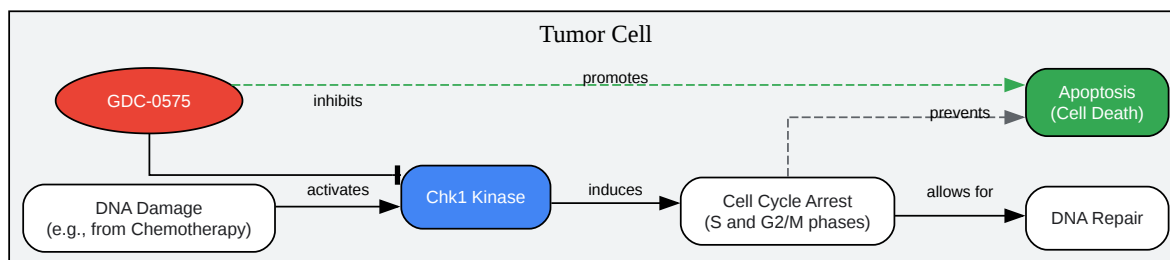 Tumor Cell
promotes
GDC-0575
inhibits
Apoptosis
(Cell Death)
prevents
activates
Chk1 Kinase
induces
Cell Cycle Arrest
(S and G2/M phases)
allows for
DNA Damage
(e.g., from Chemotherapy)
DNA Repair